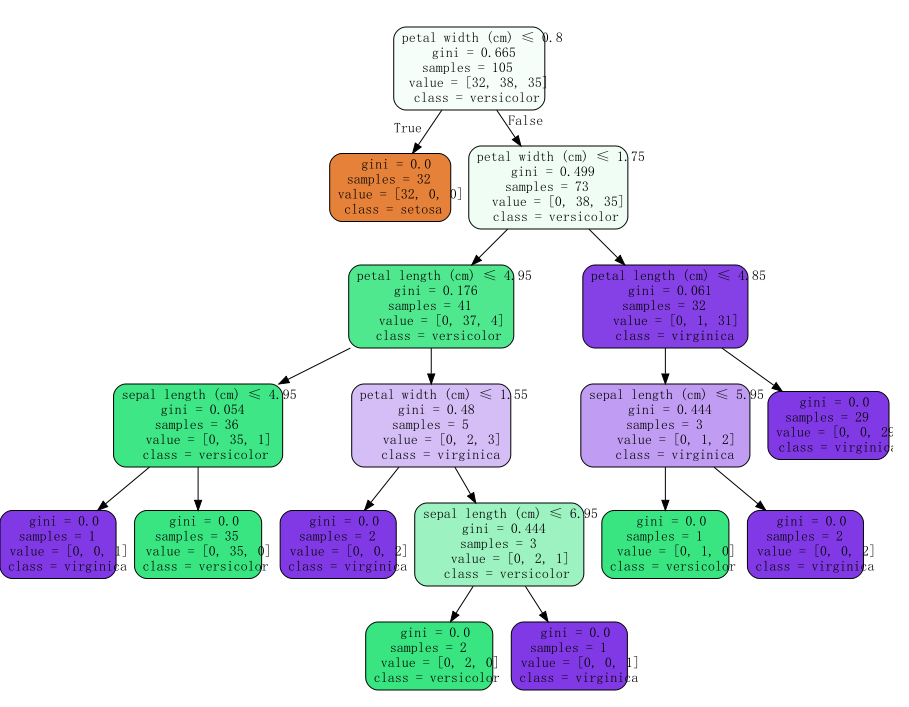 petal width (cm) ≤ 0.8
gini = 0.665
samples = 105
value = [32, 38, 35]
class = versicolor
True
False
gini = 0.0
samples = 32
value = [32, 0, 0]
class = setosa
petal width (cm) ≤ 1.75
gini = 0.499
samples = 73
value = [0, 38, 35]
class = versicolor
petal length (cm) ≤ 4.95
gini = 0.176
samples = 41
value = [0, 37, 4]
class = versicolor
petal length (cm) ≤ 4.85
gini = 0.061
samples = 32
value = [0, 1, 31]
class = virginica
sepal length (cm) ≤ 4.95
gini = 0.054
samples = 36
value = [0, 35, 1]
class = versicolor
petal width (cm) ≤ 1.55
gini = 0.48
samples = 5
value = [0, 2, 3]
class = virginica
sepal length (cm) ≤ 5.95
gini = 0.444
samples = 3
value = [0, 1, 2]
class = virginica
gini = 0.0
samples = 29
value = [0, 0, 29
class = virginica
gini = 0.0
samples = 1
value = [0, 0, 1]
class = virginica
gini = 0.0
samples = 35
value = [0, 35, 0]
class = versicolor
gini = 0.0
samples = 2
value = [0, 0, 2]
class = virginica
sepal length (cm) ≤ 6.95
gini = 0.444
samples = 3
value = [0, 2, 1]
class = versicolor
gini = 0.0
samples = 1
value = [0, 1, 0]
class = versicolor
gini = 0.0
samples = 2
value = [0, 0, 2]
class = virginica
gini = 0.0
samples = 2
value = [0, 2, 0]
class = versicolor
gini = 0.0
samples = 1
value = [0, 0, 1]
class = virginica